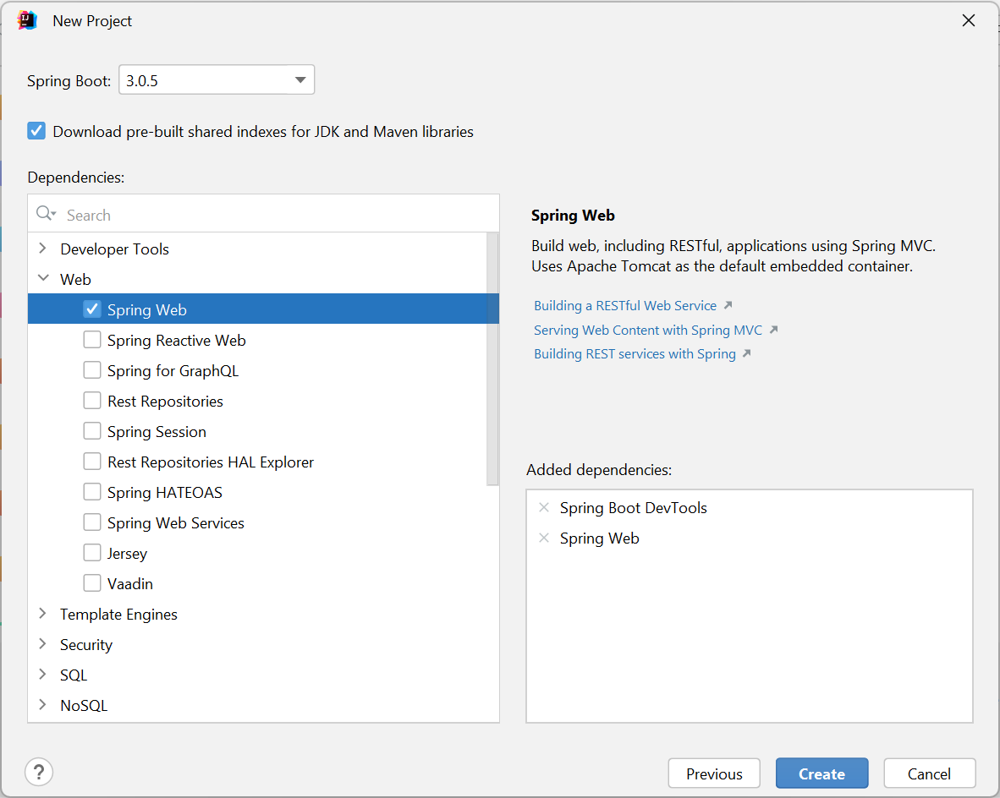 New Project
Spring Boot: 3.0.5
Download pre-built shared indexes for JDK and Maven libraries
Dependencies:
Search
Developer Tools
Web
Spring Web
Spring Reactive Web
Spring for GraphQL
Rest Repositories
Spring Session
Rest Repositories HAL Explorer
Spring HATEOAS
Spring Web Services
Jersey
Vaadin
Template Engines
Security
SQL
NoSQL
Spring Web
Build web, including RESTful, applications using Spring MVC.
Uses Apache Tomcat as the default embedded container.
Building a RESTful Web Service
Serving Web Content with Spring MVC
Building REST services with Spring
Added dependencies:
Spring Boot DevTools
Spring Web
?
Previous
Create
Cancel